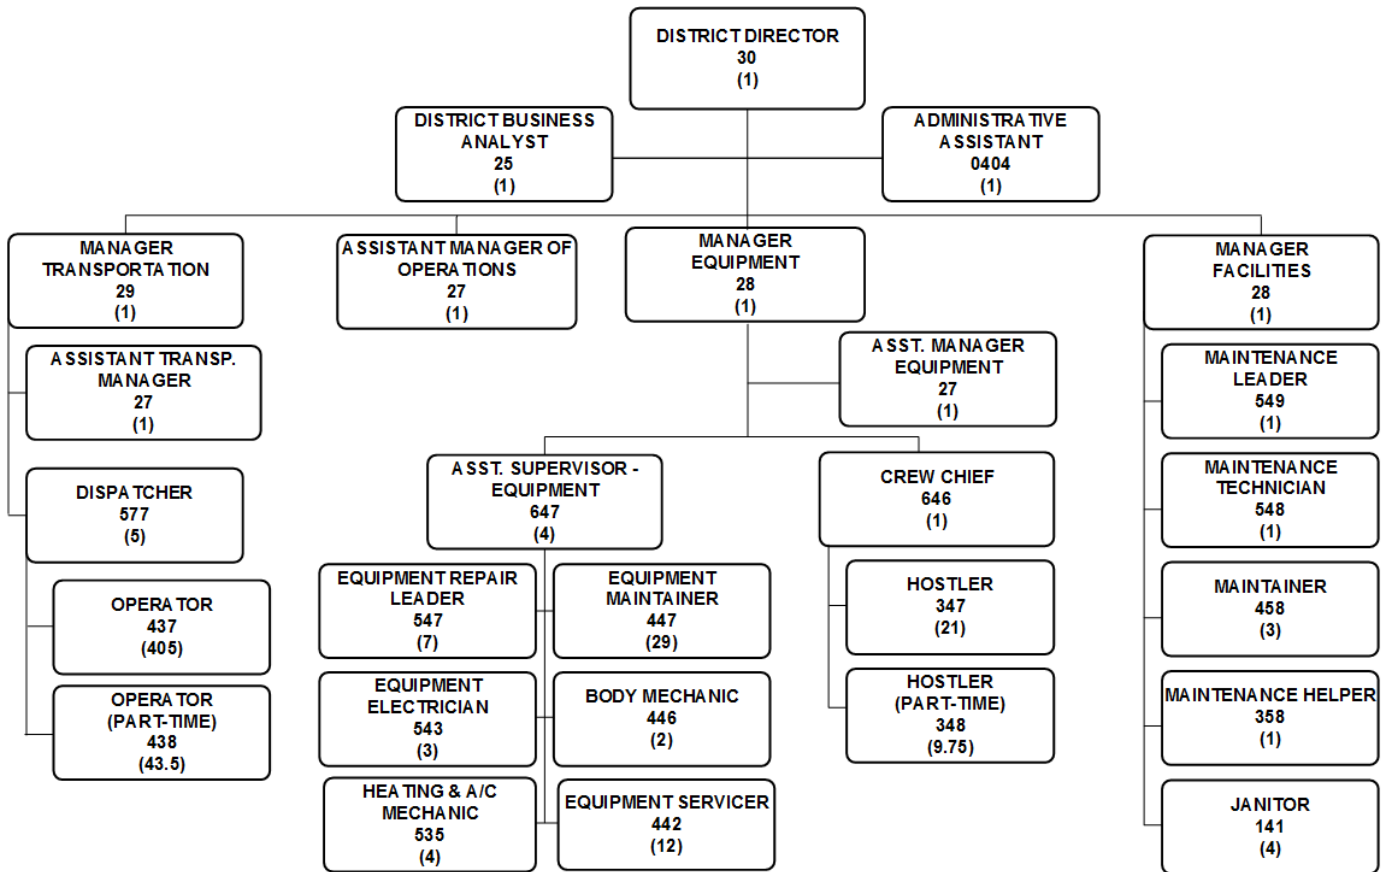 DISTRICT DIRECTOR
30
(1)
DISTRICT BUSINESS
ANALYST
25
(1)
ADMINISTRATIVE
ASSISTANT
0404
(1)
MANAGER
TRANSPORTATION
29
(1)
ASSISTANT MANAGER OF
OPERATIONS
27
(1)
MANAGER
EQUIPMENT
28
(1)
MANAGER
FACILITIES
28
(1)
ASSISTANT TRANSP.
MANAGER
27
(1)
DISPATCHER
577
(5)
OPERATOR
437
(405)
OPERATOR
(PART-TIME)
438
(43.5)
ASST. MANAGER
EQUIPMENT
27
(1)
ASST. SUPERVISOR -
EQUIPMENT
647
(4)
EQUIPMENT REPAIR
LEADER
547
(7)
EQUIPMENT
MAINTAINER
447
(29)
EQUIPMENT
ELECTRICIAN
543
(3)
BODY MECHANIC
446
(2)
HEATING & A/C
MECHANIC
535
(4)
EQUIPMENT SERVICER
442
(12)
CREW CHIEF
646
(1)
HOSTLER
347
(21)
HOSTLER
(PART-TIME)
348
(9.75)
MAINTENANCE
LEADER
549
(1)
MAINTENANCE
TECHNICIAN
548
(1)
MAINTAINER
458
(3)
MAINTENANCE HELPER
358
(1)
JANITOR
141
(4)